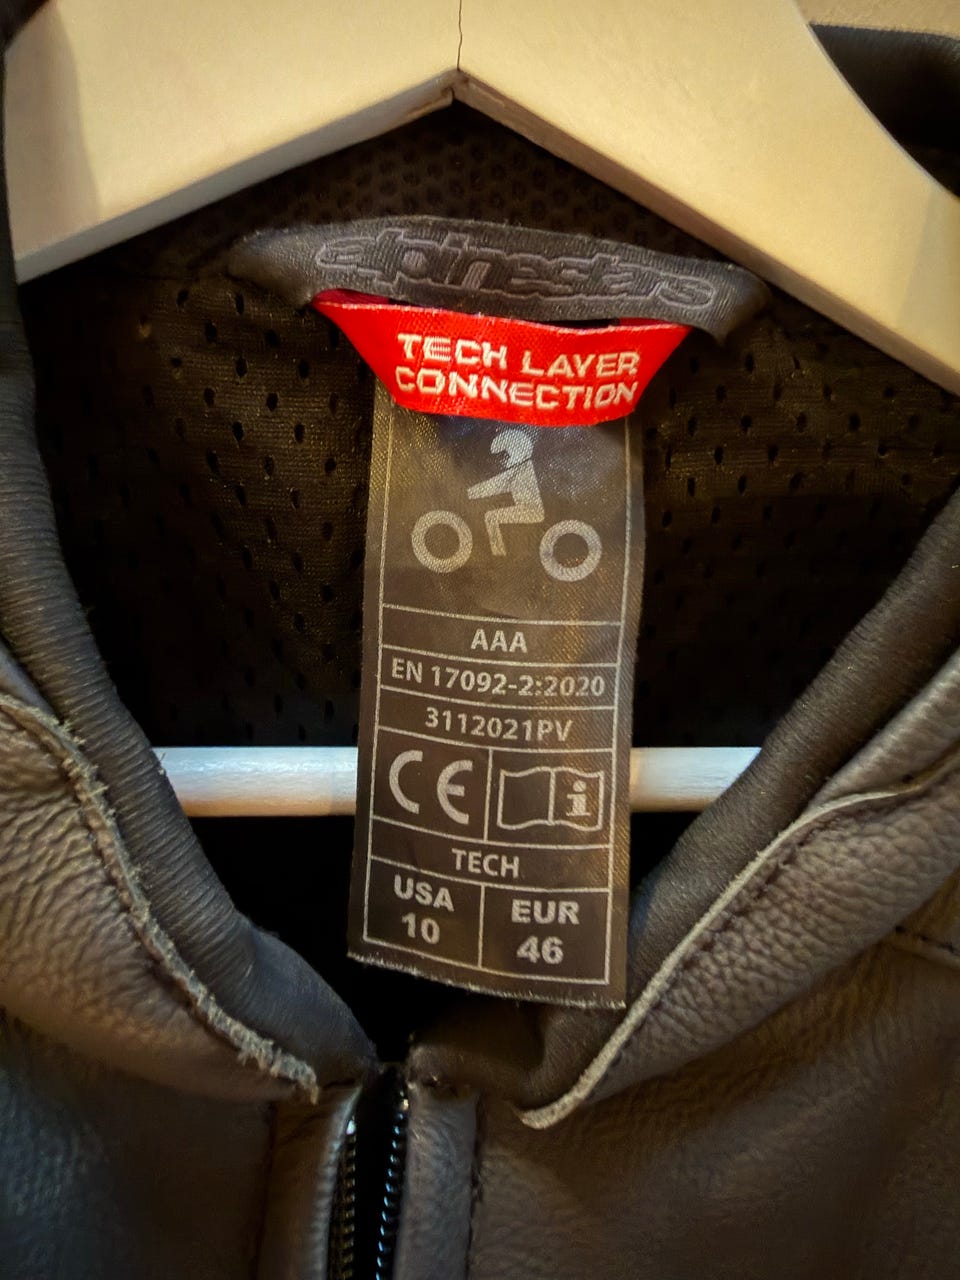 alpinestars
TECH LAYER
CONNECTION
AAA
EN 17092-2:2020
3112021PV
CE
i
TECH
USA
10
EUR
46